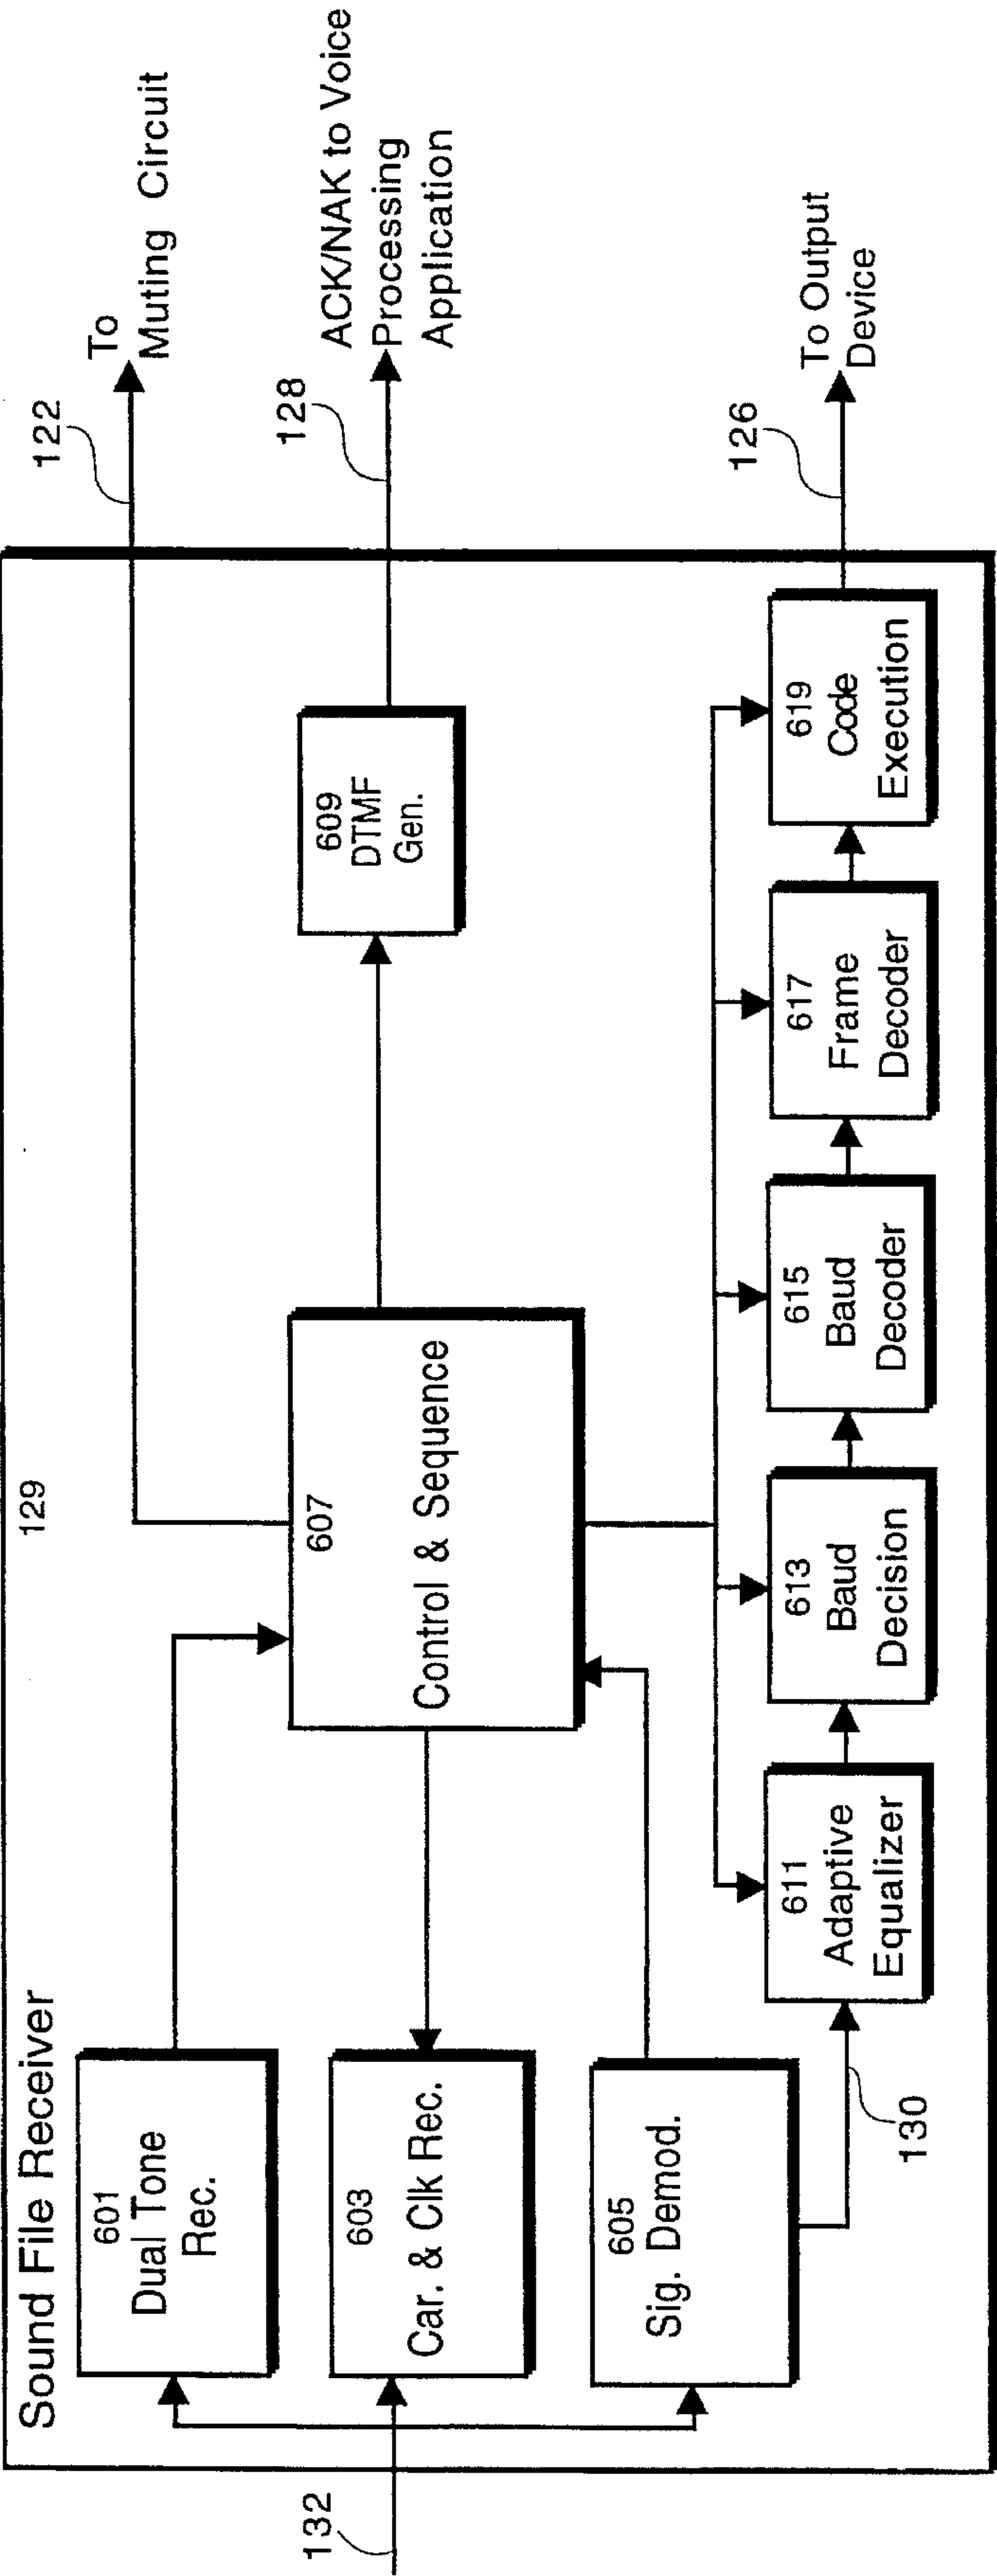 Sound File Receiver
129
132
601
Dual Tone
Rec.
603
Car. & Clk Rec.
605
Sig. Demod.
607
Control & Sequence
609
DTMF
Gen.
122
To
Muting Circuit
128
ACK/NAK to Voice
Processing
Application
130
611
Adaptive
Equalizer
613
Baud
Decision
615
Baud
Decoder
617
Frame
Decoder
619
Code
Execution
126
To Output
Device